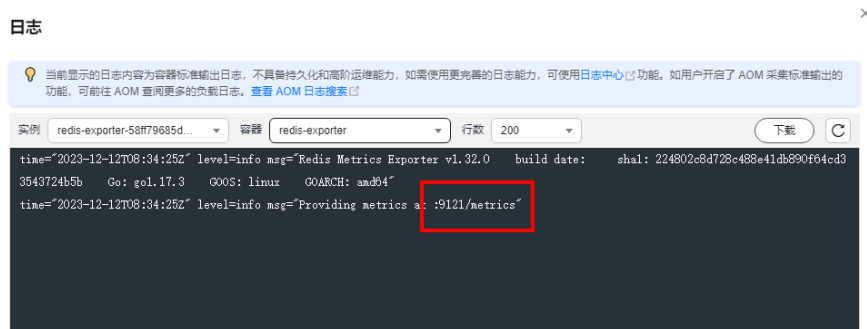 日志
当前显示的日志内容为容器标准输出日志，不具备持久化和高阶运维能力，如需使用更完善的日志能力，可使用日志中心功能。如用户开启了 AOM 采集标准输出的
功能，可前往 AOM 查阅更多的负载日志。查看 AOM 日志搜索
实例 redis-exporter-58ff79685d... 容器 redis-exporter 行数 200 下载
time="2023-12-12T08:34:25Z" level=info msg="Redis Metrics Exporter v1.32.0 build date: sha1: 224802c8d728c488e41db890f64cd3
3543724b5b Go: go1.17.3 GOOS: linux GOARCH: amd64"
time="2023-12-12T08:34:25Z" level=info msg="Providing metrics at :9121/metrics"